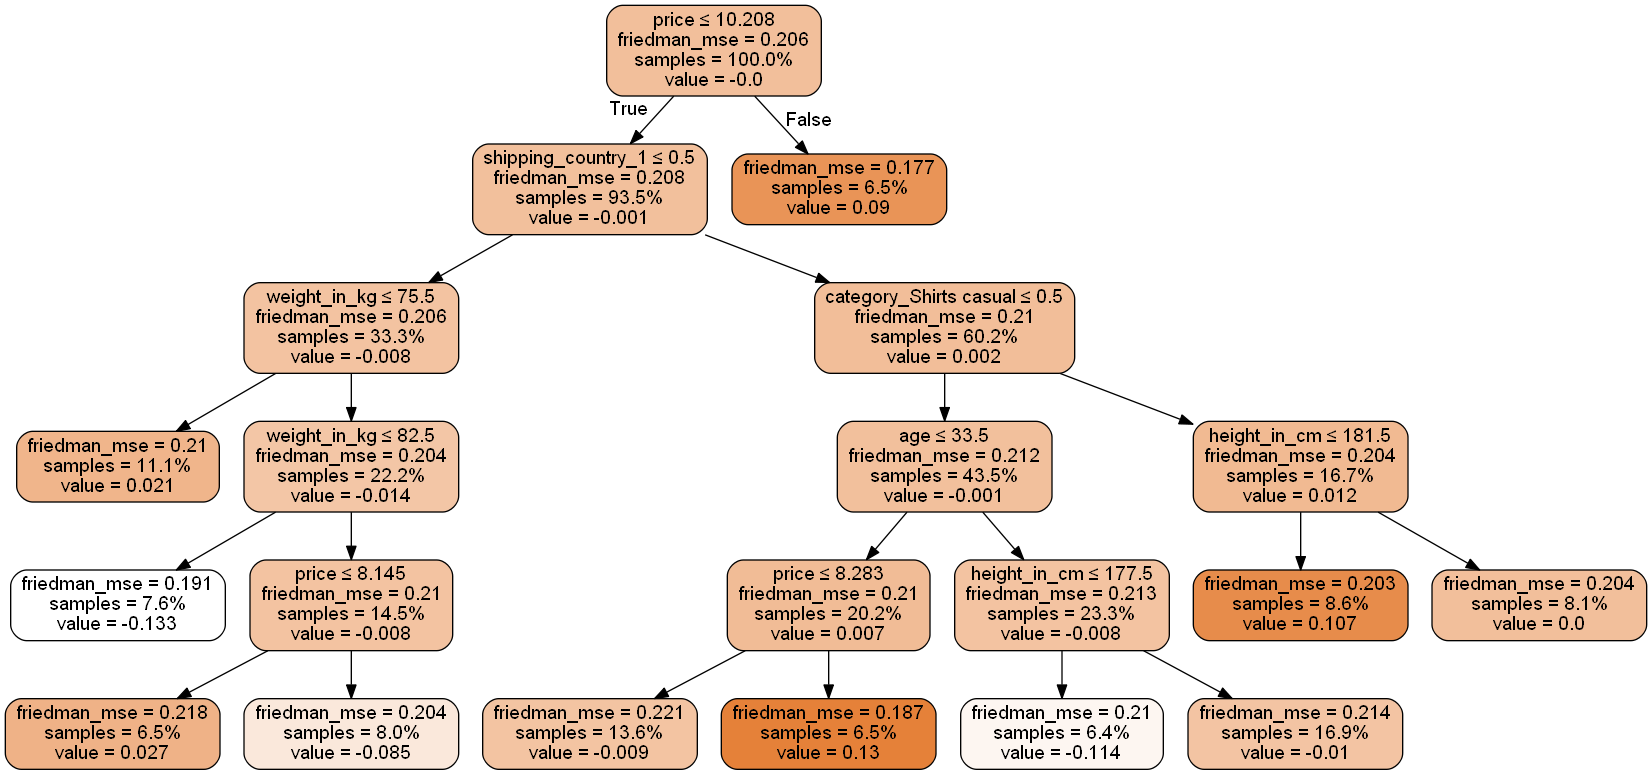 price ≤ 10.208
friedman_mse = 0.206
samples = 100.0%
value = -0.0
True
False
shipping_country_1 ≤ 0.5
friedman_mse = 0.208
samples = 93.5%
value = -0.001
friedman_mse = 0.177
samples = 6.5%
value = 0.09
weight_in_kg ≤ 75.5
friedman_mse = 0.206
samples = 33.3%
value = -0.008
category_Shirts casual ≤ 0.5
friedman_mse = 0.21
samples = 60.2%
value = 0.002
friedman_mse = 0.21
samples = 11.1%
value = 0.021
weight_in_kg ≤ 82.5
friedman_mse = 0.204
samples = 22.2%
value = -0.014
age ≤ 33.5
friedman_mse = 0.212
samples = 43.5%
value = -0.001
height_in_cm ≤ 181.5
friedman_mse = 0.204
samples = 16.7%
value = 0.012
friedman_mse = 0.191
samples = 7.6%
value = -0.133
price ≤ 8.145
friedman_mse = 0.21
samples = 14.5%
value = -0.008
price ≤ 8.283
friedman_mse = 0.21
samples = 20.2%
value = 0.007
height_in_cm ≤ 177.5
friedman_mse = 0.213
samples = 23.3%
value = -0.008
friedman_mse = 0.203
samples = 8.6%
value = 0.107
friedman_mse = 0.204
samples = 8.1%
value = 0.0
friedman_mse = 0.218
samples = 6.5%
value = 0.027
friedman_mse = 0.204
samples = 8.0%
value = -0.085
friedman_mse = 0.221
samples = 13.6%
value = -0.009
friedman_mse = 0.187
samples = 6.5%
value = 0.13
friedman_mse = 0.21
samples = 6.4%
value = -0.114
friedman_mse = 0.214
samples = 16.9%
value = -0.01